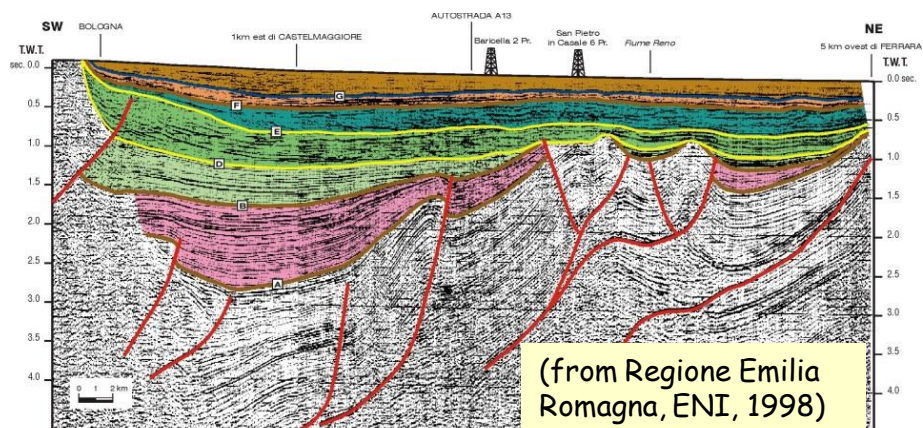 SW
BOLOGNA
1km est di CASTELMAGGIORE
AUTOSTRADA A13
Baricella 2 Pr.
San Pietro
in Casale 6 Pr.
Fiume Reno
NE
5 km ovest di FERRARA
T.W.T.
sec. 0.0
0.5
1.0
1.5
2.0
2.5
3.0
3.5
4.0
T.W.T.
0.0 sec.
0.5
1.0
1.5
2.0
2.5
3.0
3.5
4.0
G
F
E
D
B
A
0 1 2 km
(from Regione Emilia
Romagna, ENI, 1998)